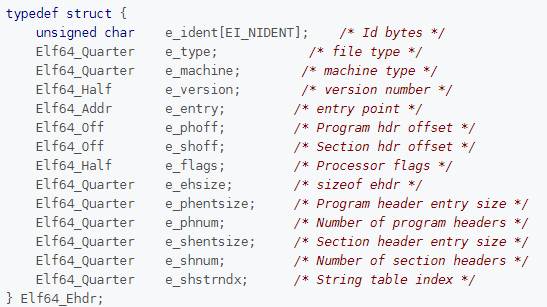 typedef struct {
    unsigned char    e_ident[EI_NIDENT];    /* Id bytes */
    Elf64_Quarter    e_type;            /* file type */
    Elf64_Quarter    e_machine;        /* machine type */
    Elf64_Half       e_version;        /* version number */
    Elf64_Addr       e_entry;         /* entry point */
    Elf64_Off        e_phoff;         /* Program hdr offset */
    Elf64_Off        e_shoff;         /* Section hdr offset */
    Elf64_Half       e_flags;         /* Processor flags */
    Elf64_Quarter    e_ehsize;        /* sizeof ehdr */
    Elf64_Quarter    e_phentsize;     /* Program header entry size */
    Elf64_Quarter    e_phnum;         /* Number of program headers */
    Elf64_Quarter    e_shentsize;     /* Section header entry size */
    Elf64_Quarter    e_shnum;         /* Number of section headers */
    Elf64_Quarter    e_shstrndx;      /* String table index */
} Elf64_Ehdr;